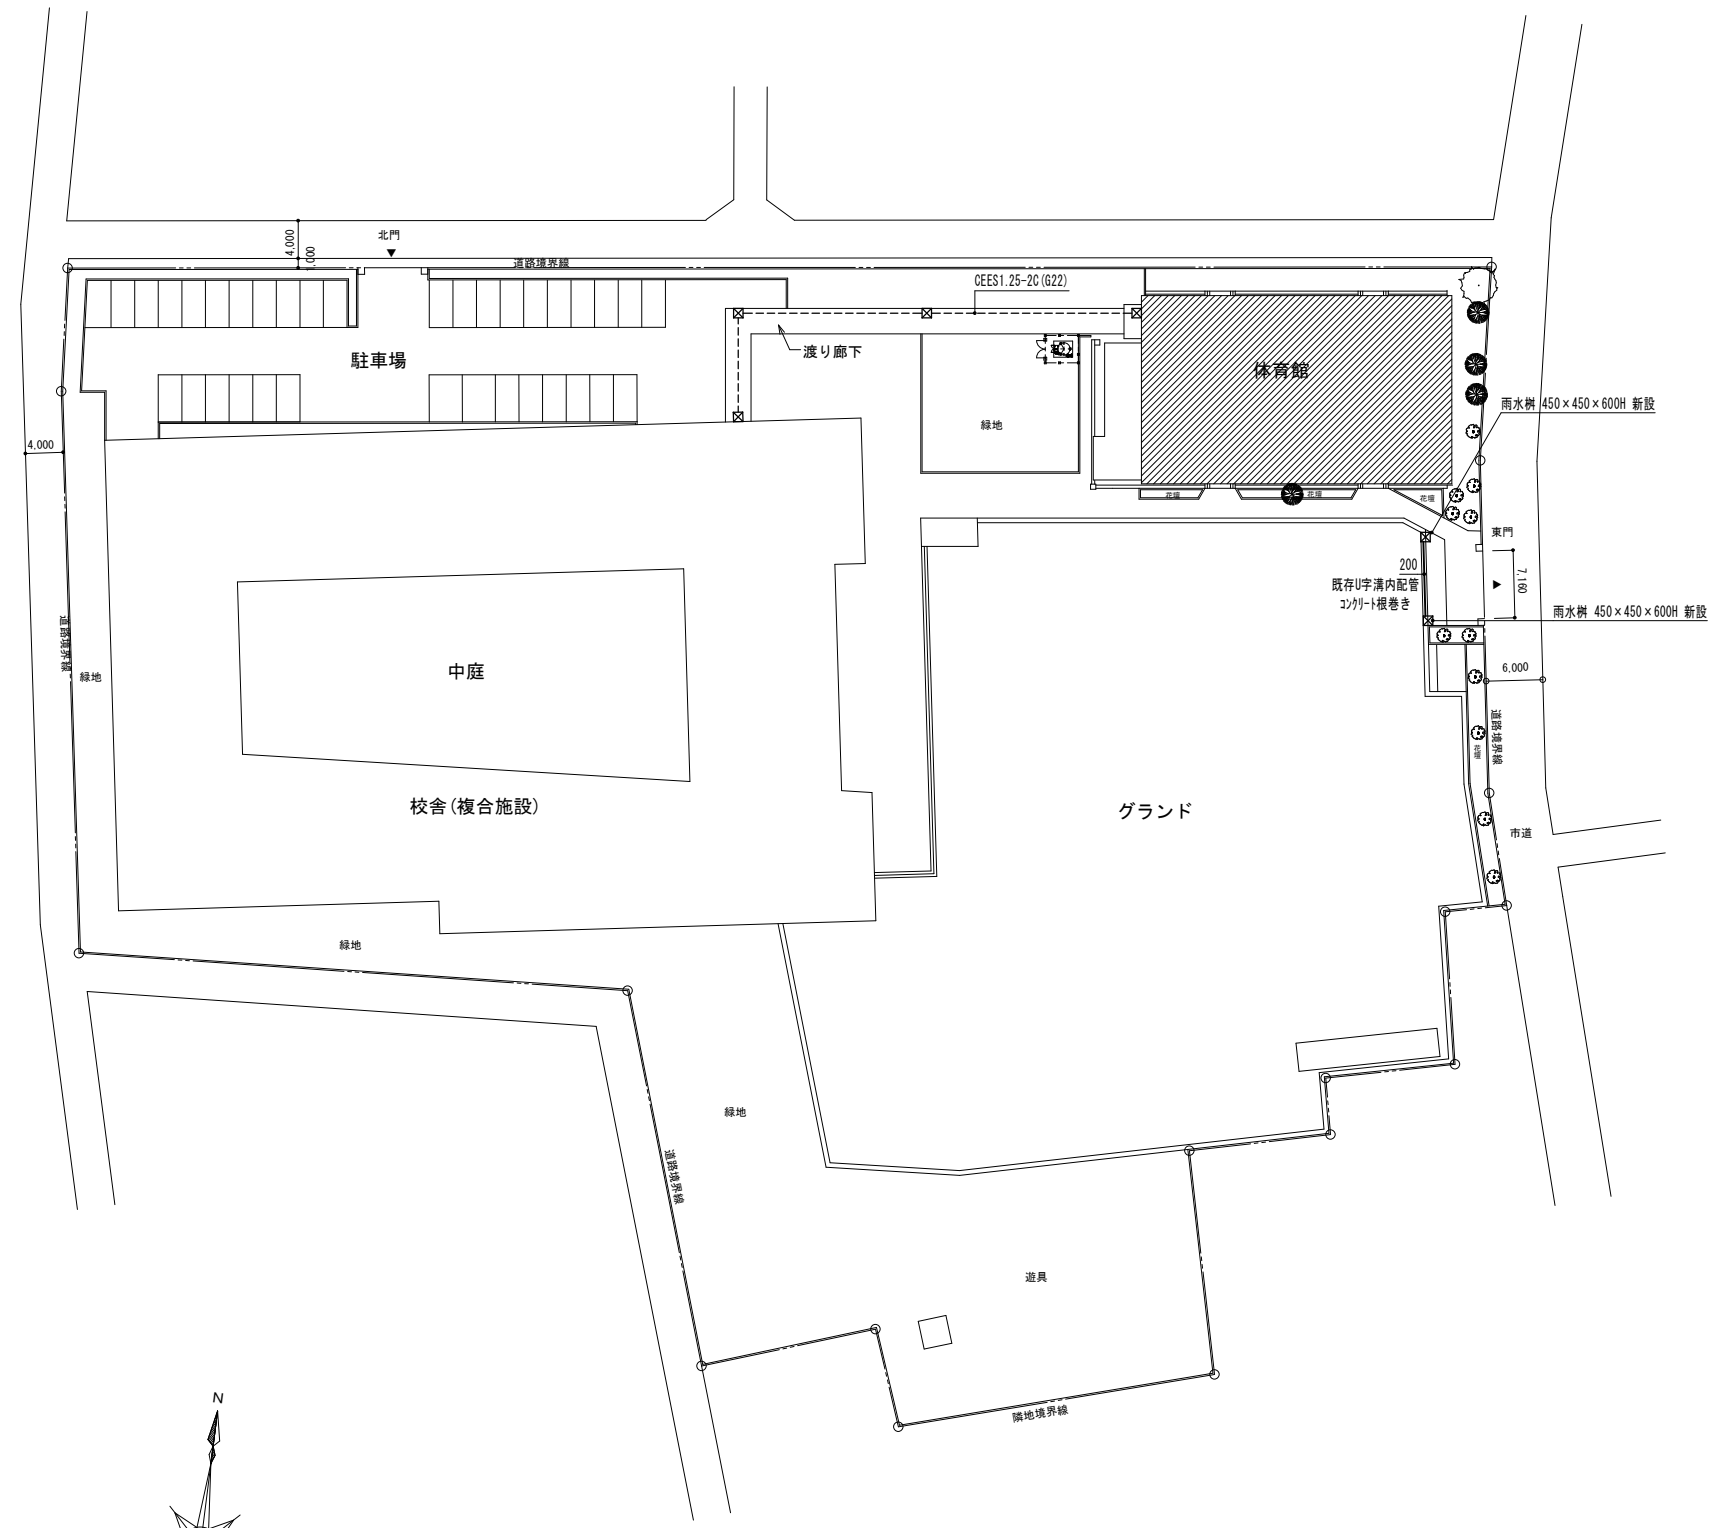 北門
4,000
1,000
道路境界線
CEES1.25-2C(G22)
渡り廊下
駐車場
体育館
雨水桝 450×450×600H 新設
緑地
4,000
花壇
花壇
花壇
東門
200
既存U字溝内配管
コンクリート根巻き
7,160
雨水桝 450×450×600H 新設
道路境界線
緑地
中庭
6,000
道路境界線
花壇
校舎(複合施設)
グランド
市道
緑地
緑地
道路境界線
遊具
隣地境界線
N